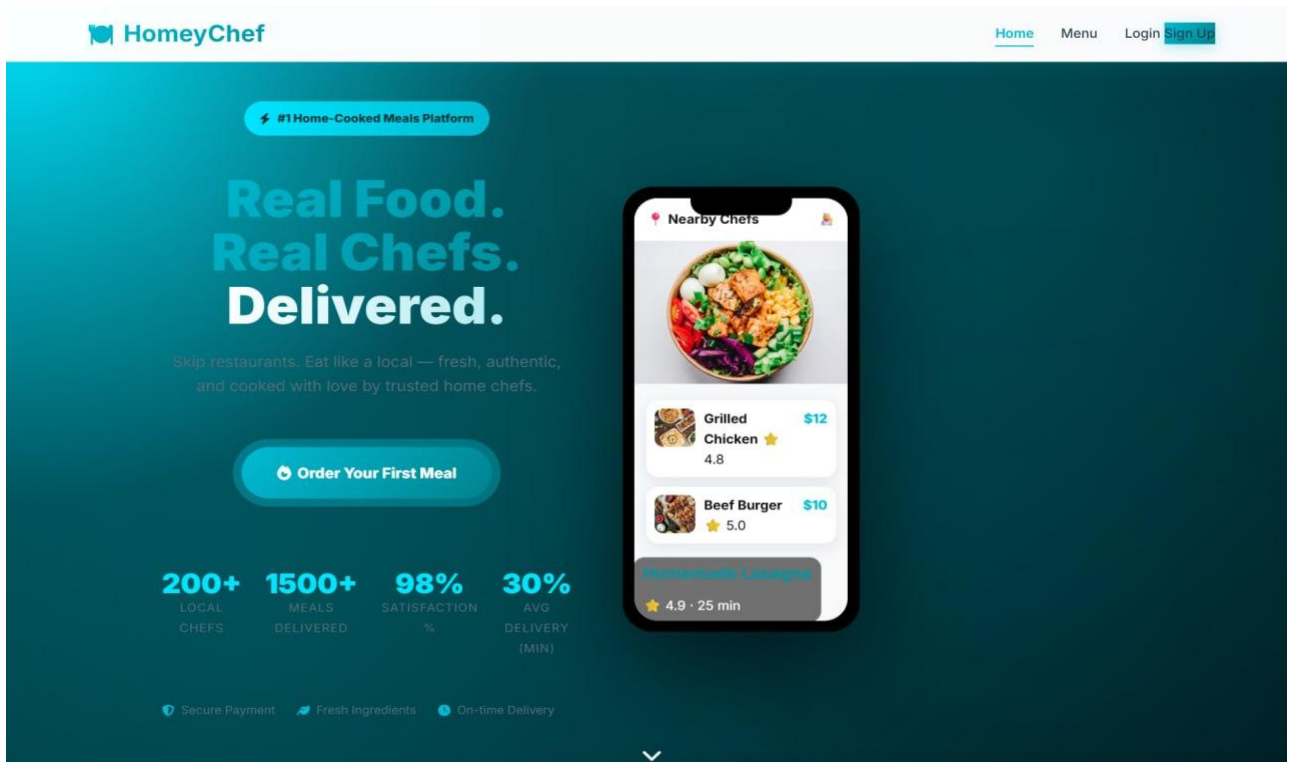 HomeyChef
Home Menu Login Sign Up
#1 Home-Cooked Meals Platform
Real Food.
Real Chefs.
Delivered.
Skip restaurants. Eat like a local — fresh, authentic,
and cooked with love by trusted home chefs.
Order Your First Meal
200+ 1500+ 98% 30%
LOCAL MEALS SATISFACTION AVG
CHEFS DELIVERED % DELIVERY
(MIN)
Secure Payment Fresh Ingredients On-time Delivery
Nearby Chefs
Grilled $12
Chicken
4.8
Beef Burger $10
5.0
Homemade Lasagna
4.9 · 25 min